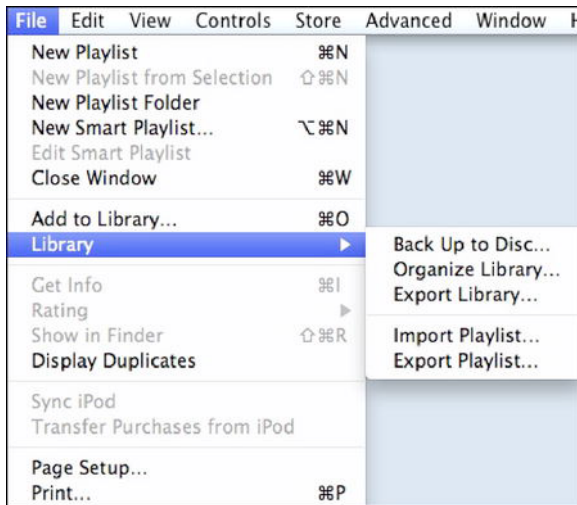 File Edit View Controls Store Advanced Window H
New Playlist ⌘N
New Playlist from Selection ⇧⌘N
New Playlist Folder
New Smart Playlist... ⌥⌘N
Edit Smart Playlist
Close Window ⌘W
Add to Library... ⌘O
Library ▶
Get Info ⌘I
Rating ▶
Show in Finder ⇧⌘R
Display Duplicates
Sync iPod
Transfer Purchases from iPod
Page Setup...
Print... ⌘P
Back Up to Disc...
Organize Library...
Export Library...
Import Playlist...
Export Playlist...